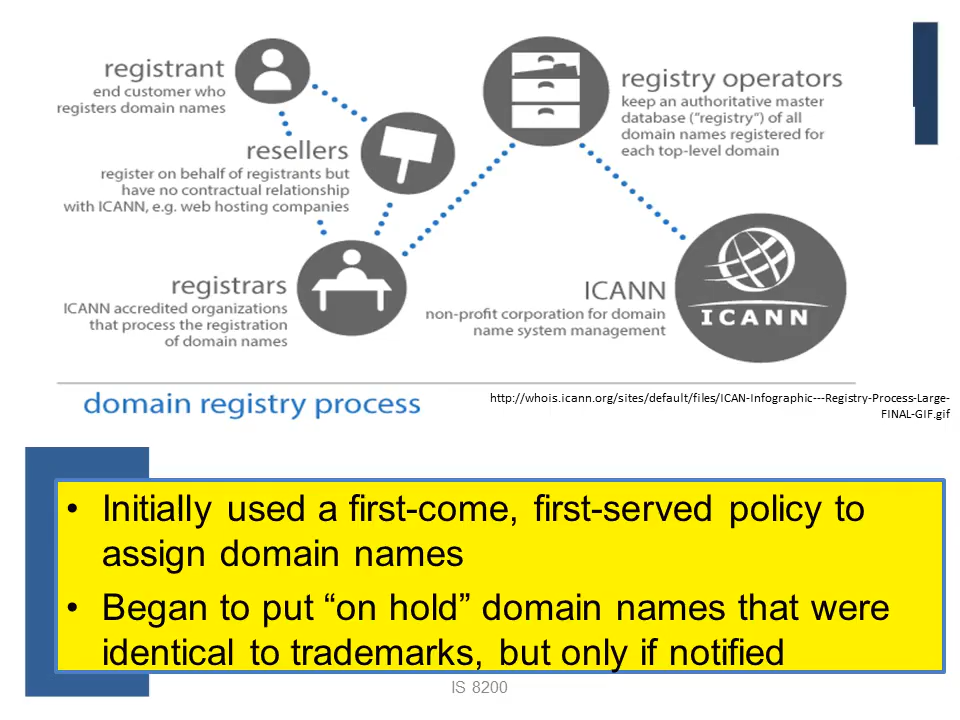 registrant
end customer who
registers domain names
resellers
register on behalf of registrants but
have no contractual relationship
with ICANN, e.g. web hosting companies
registrars
ICANN accredited organizations
that process the registration
of domain names
registry operators
keep an authoritative master
database (“registry”) of all
domain names registered for
each top-level domain
ICANN
non-profit corporation for domain
name system management
ICANN
domain registry process
http://whois.icann.org/sites/default/files/ICAN-Infographic---Registry-Process-Large-
FINAL-GIF.gif
• Initially used a first-come, first-served policy to
assign domain names
• Began to put “on hold” domain names that were
identical to trademarks, but only if notified
IS 8200